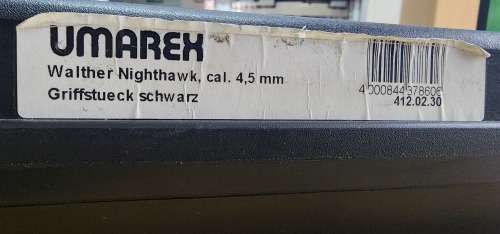 UMAREX
Walther Nighthawk, cal. 4,5 mm
Griffstueck schwarz
4 000844 378606
412.02.30